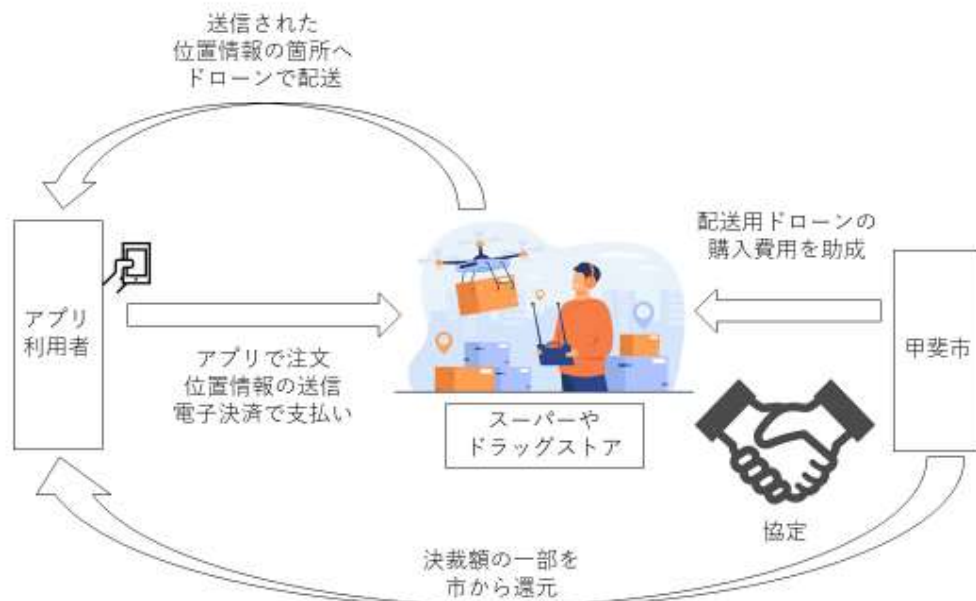 送信された
位置情報の箇所へ
ドローンで配送
配送用ドローンの
購入費用を助成
アプリ
利用者
甲斐市
アプリで注文
位置情報の送信
電子決済で支払い
スーパーや
ドラッグストア
協定
決裁額の一部を
市から還元